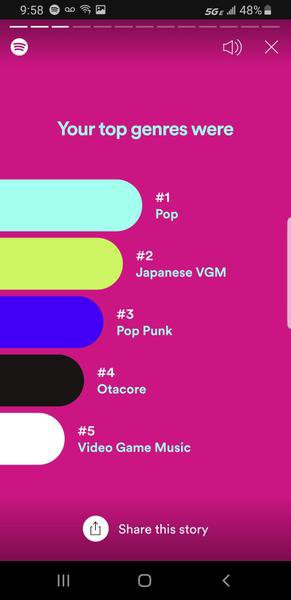 9:58
5GE 48%
Your top genres were
#1
Pop
#2
Japanese VGM
#3
Pop Punk
#4
Otacore
#5
Video Game Music
Share this story